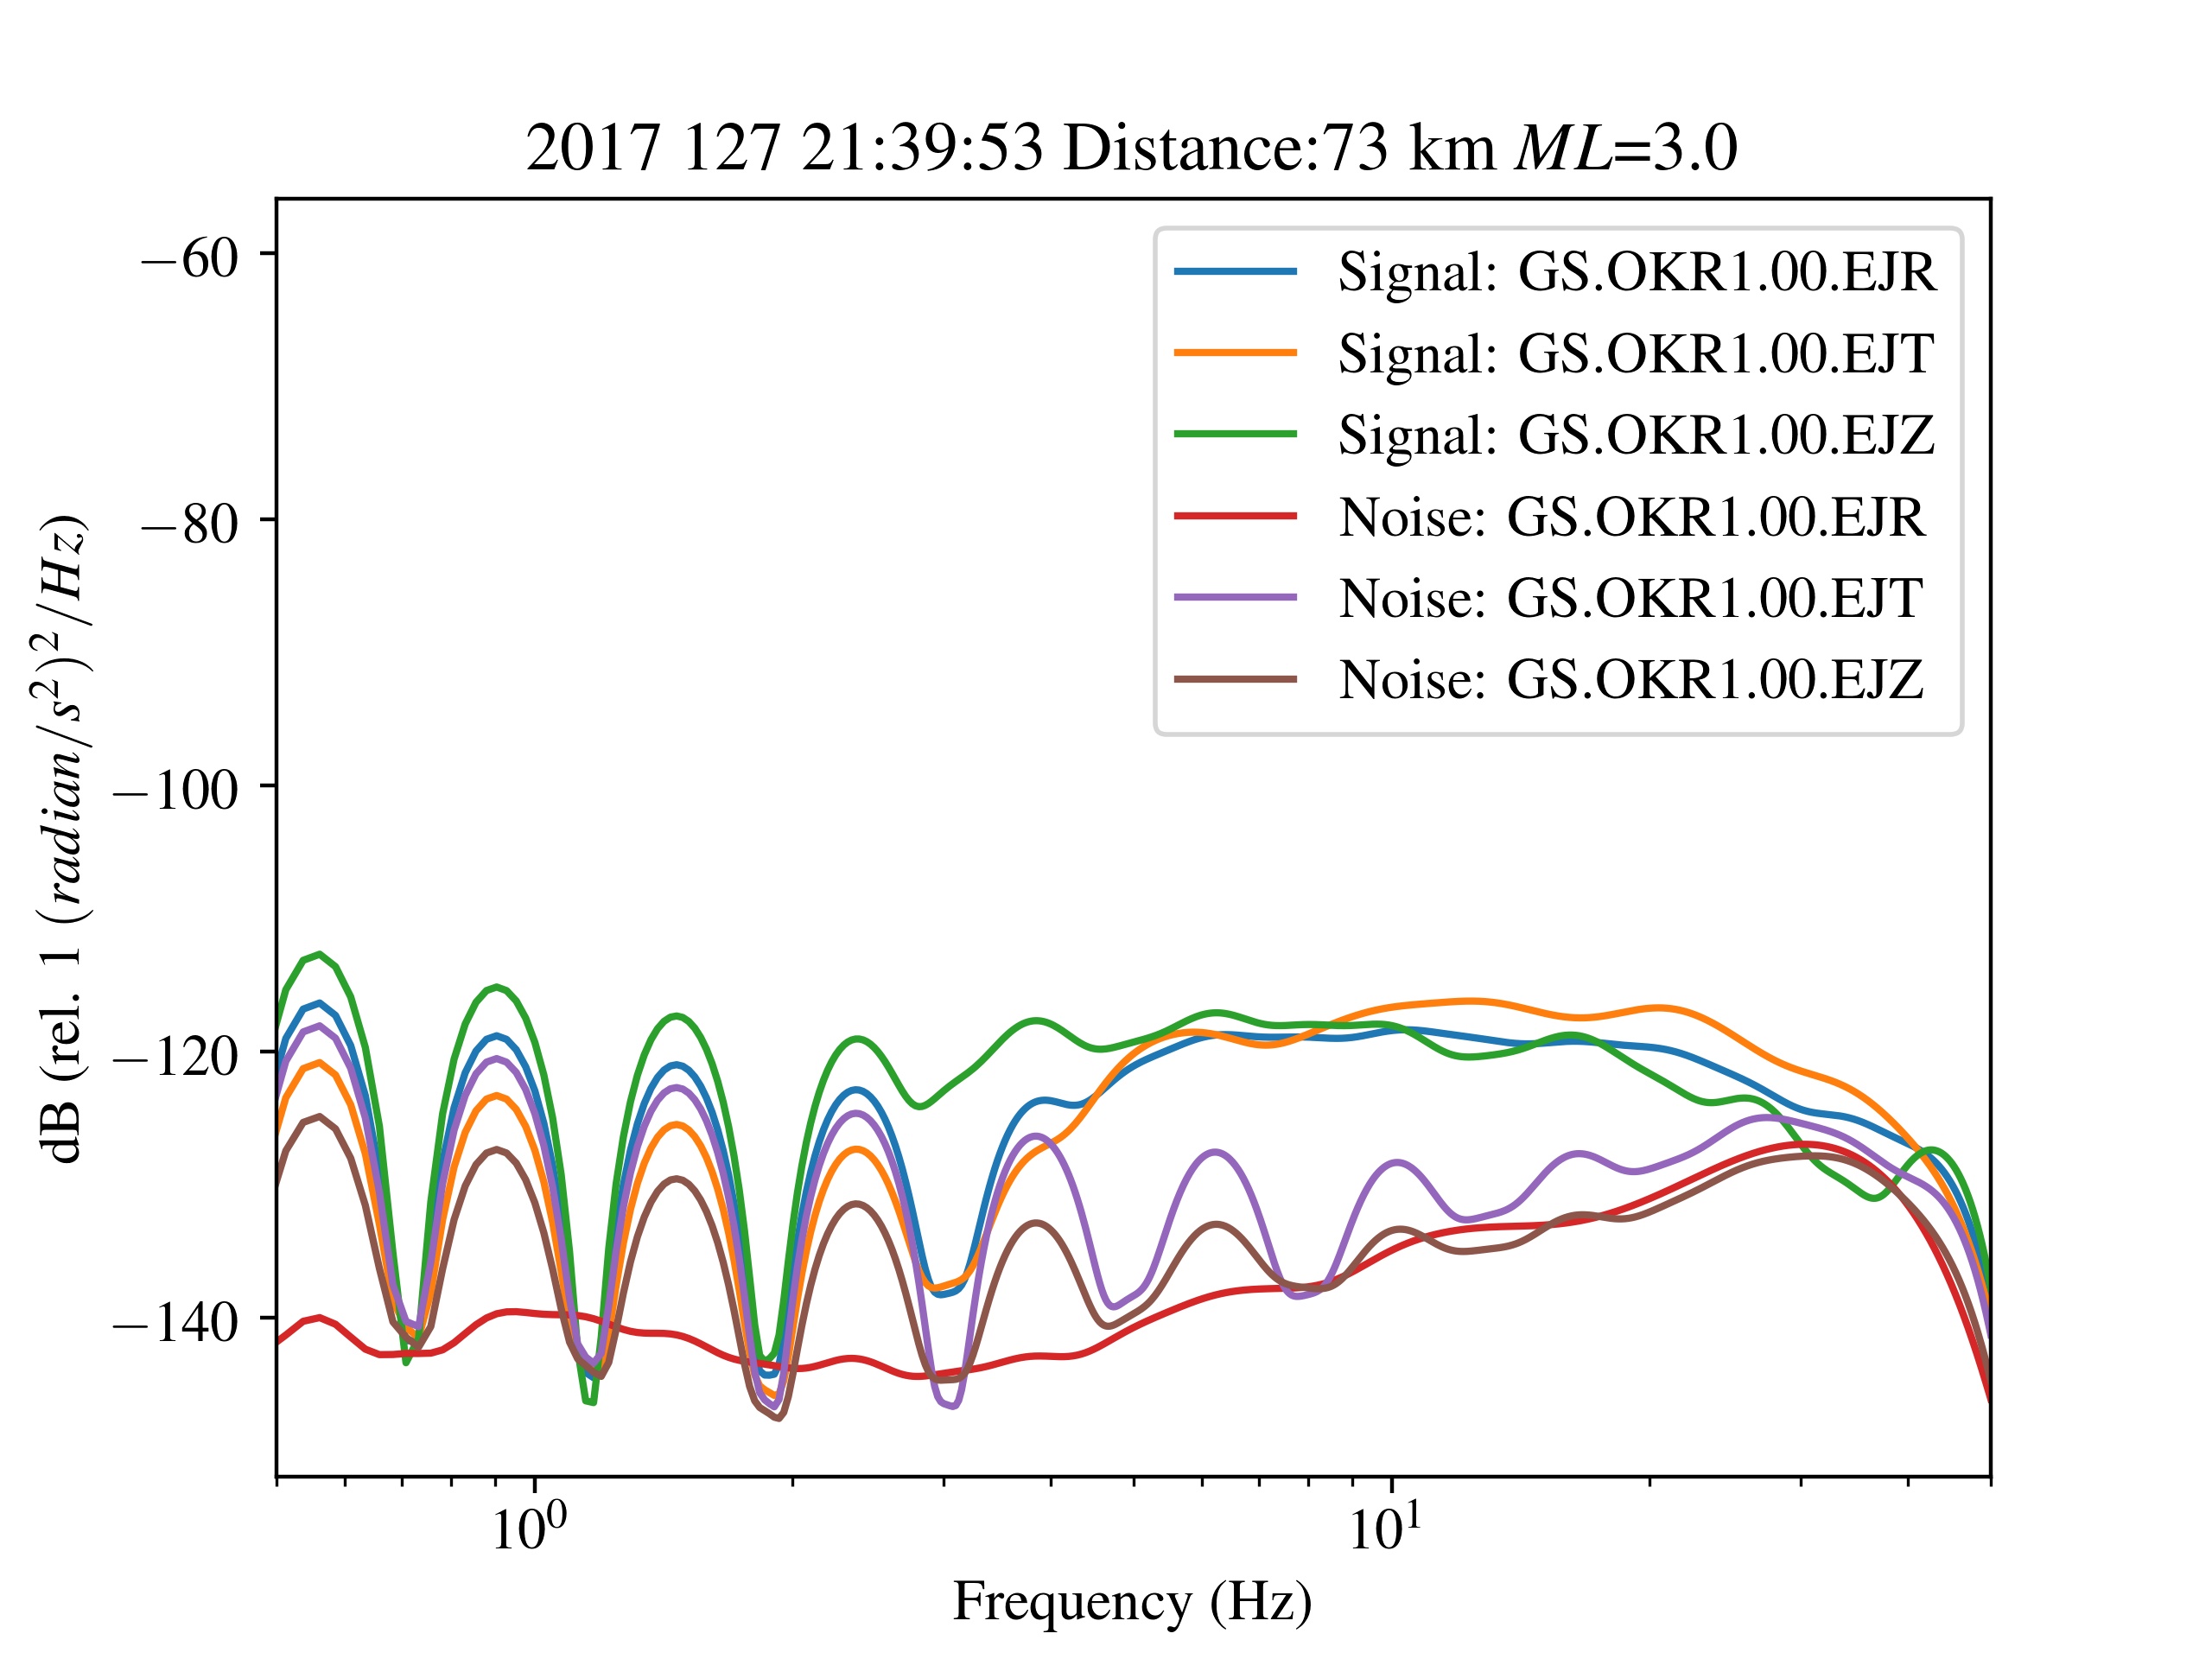 2017 127 21:39:53 Distance:73 km ML=3.0
Signal: GS.OKR1.00.EJR
Signal: GS.OKR1.00.EJT
Signal: GS.OKR1.00.EJZ
Noise: GS.OKR1.00.EJR
Noise: GS.OKR1.00.EJT
Noise: GS.OKR1.00.EJZ
−60
−80
−100
−120
−140
dB (rel. 1 (radian/s²)²/Hz)
10⁰ 10¹
Frequency (Hz)